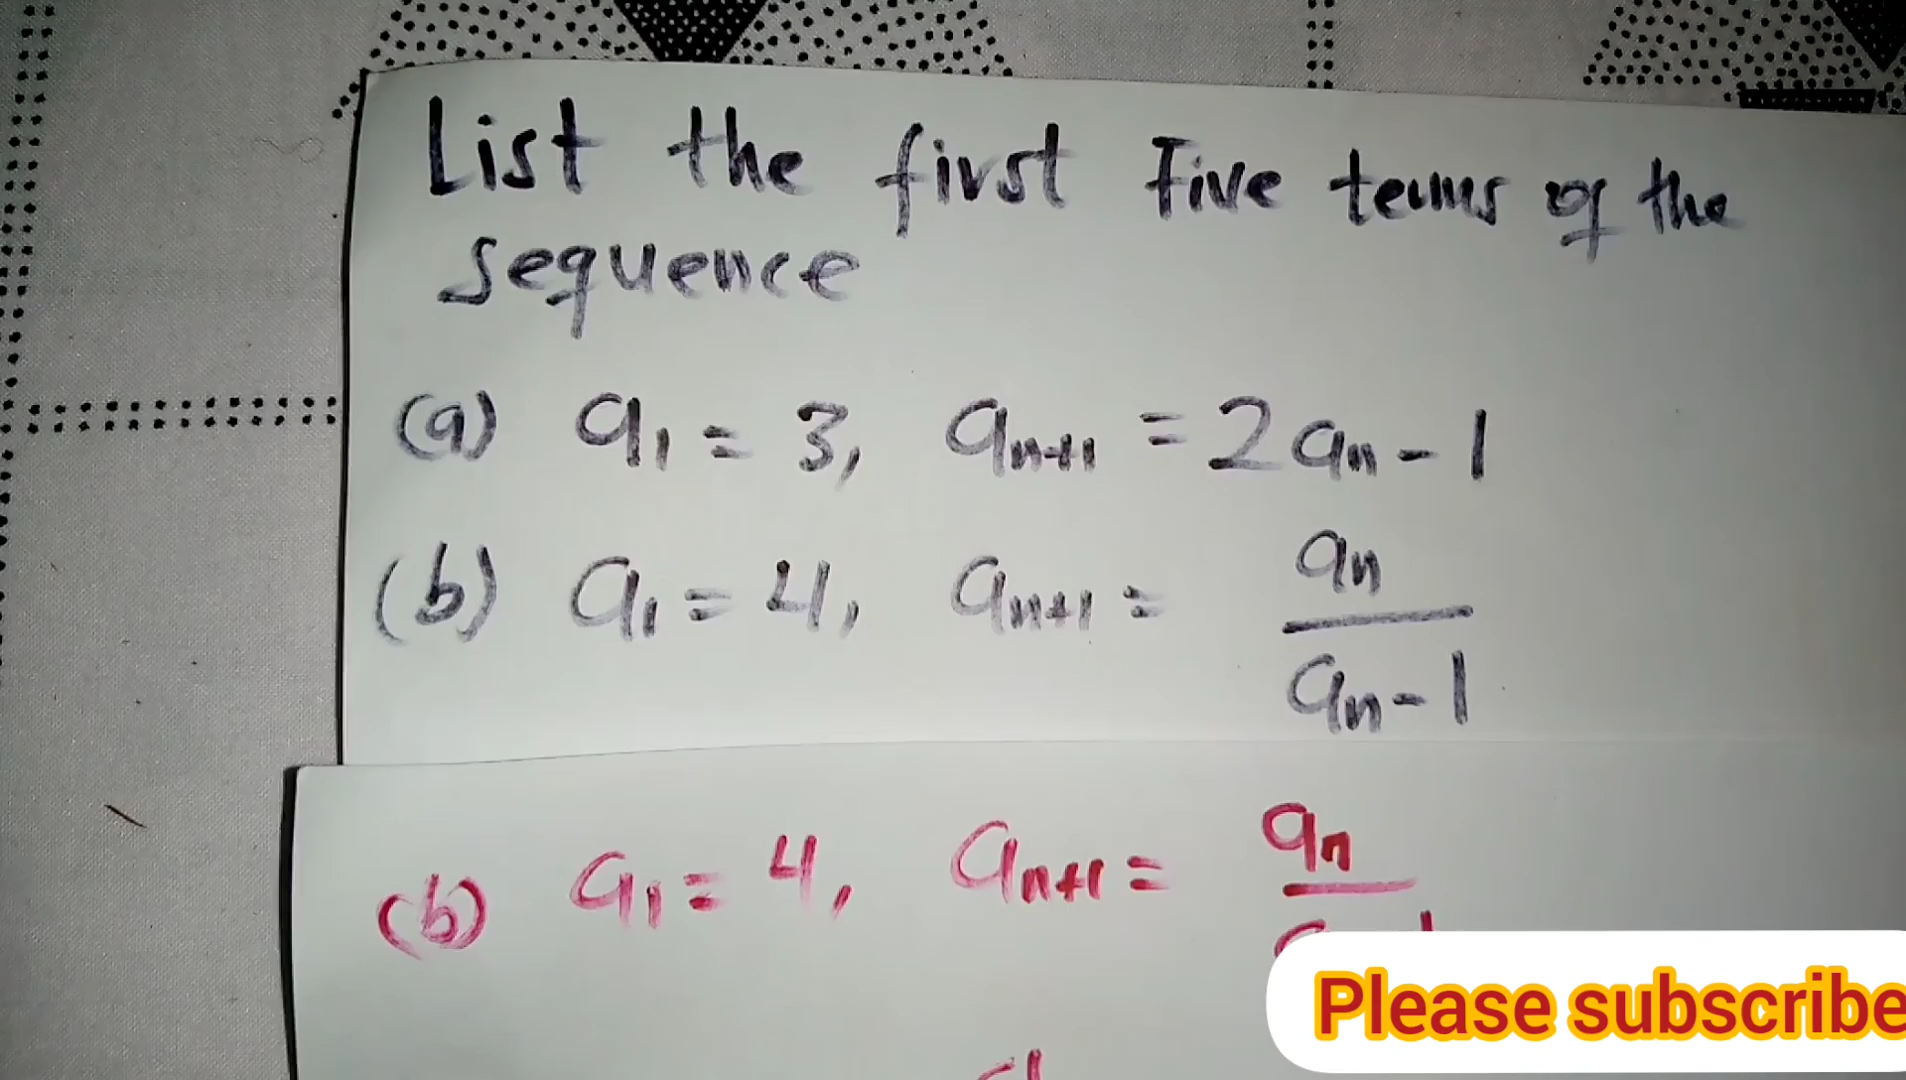 List the first Five terms of the
sequence
(a) a₁ = 3, aₙ₊₁ = 2aₙ - 1
(b) a₁ = 4, aₙ₊₁ = aₙ / aₙ - 1
(b) a₁ = 4, aₙ₊₁ = aₙ
Please subscribe